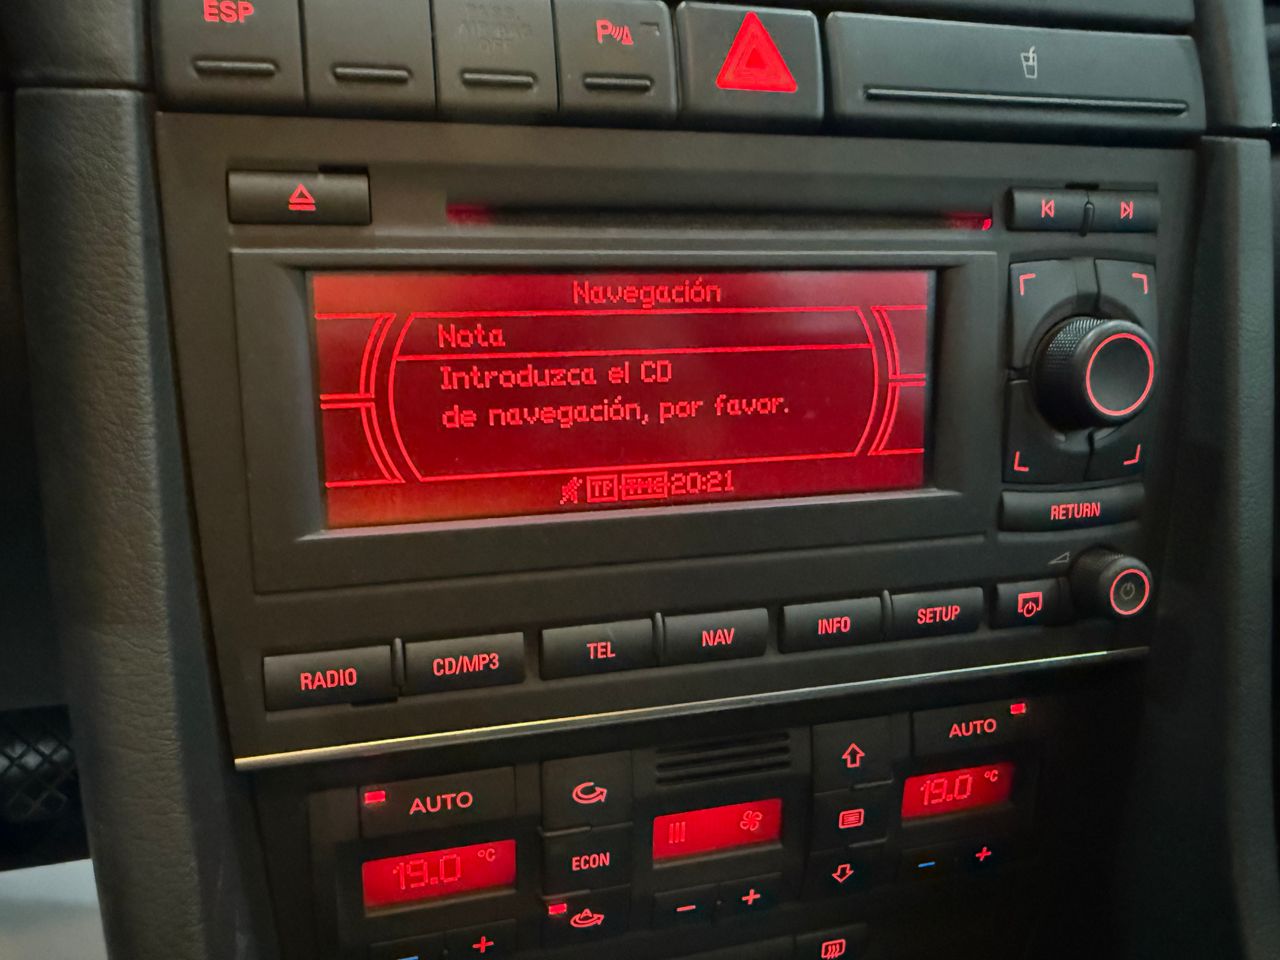 ESP
P
Navegación
Nota
Introduzca el CD
de navegación, por favor.
TP TMC 20:21
RETURN
RADIO CD/MP3 TEL NAV INFO SETUP
AUTO AUTO
19.0 °C 19.0 °C
ECON